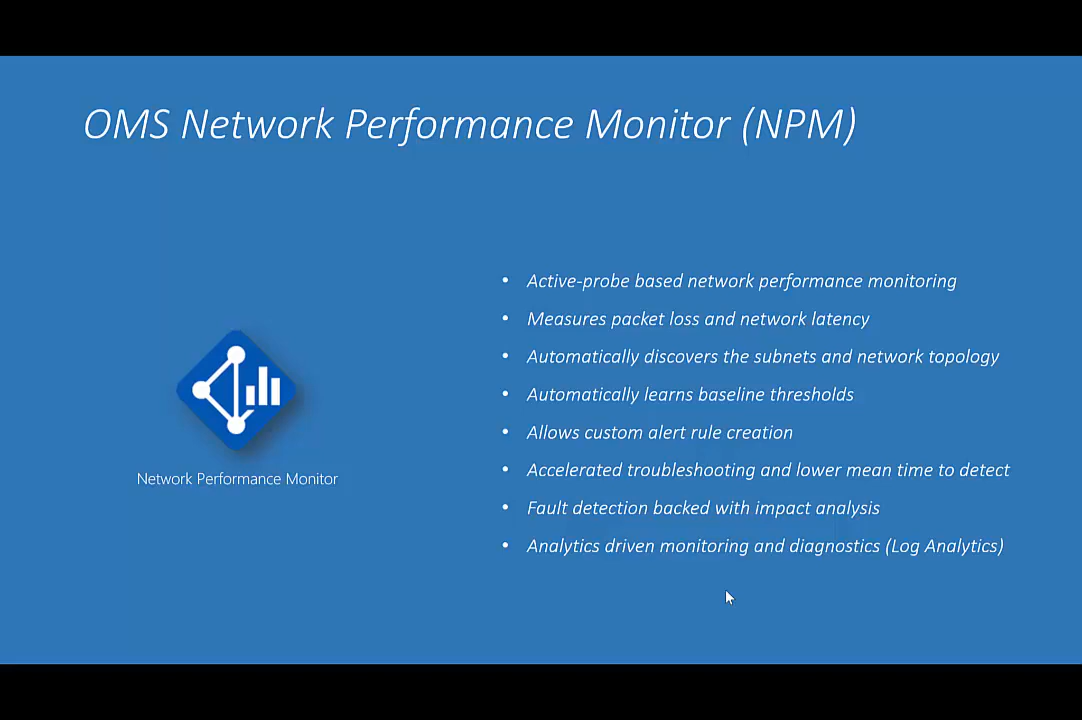 OMS Network Performance Monitor (NPM)
• Active-probe based network performance monitoring
• Measures packet loss and network latency
• Automatically discovers the subnets and network topology
• Automatically learns baseline thresholds
• Allows custom alert rule creation
• Accelerated troubleshooting and lower mean time to detect
• Fault detection backed with impact analysis
• Analytics driven monitoring and diagnostics (Log Analytics)
Network Performance Monitor